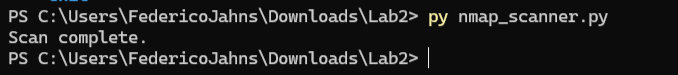 PS C:\Users\FedericoJahns\Downloads\Lab2> py nmap_scanner.py
Scan complete.
PS C:\Users\FedericoJahns\Downloads\Lab2>